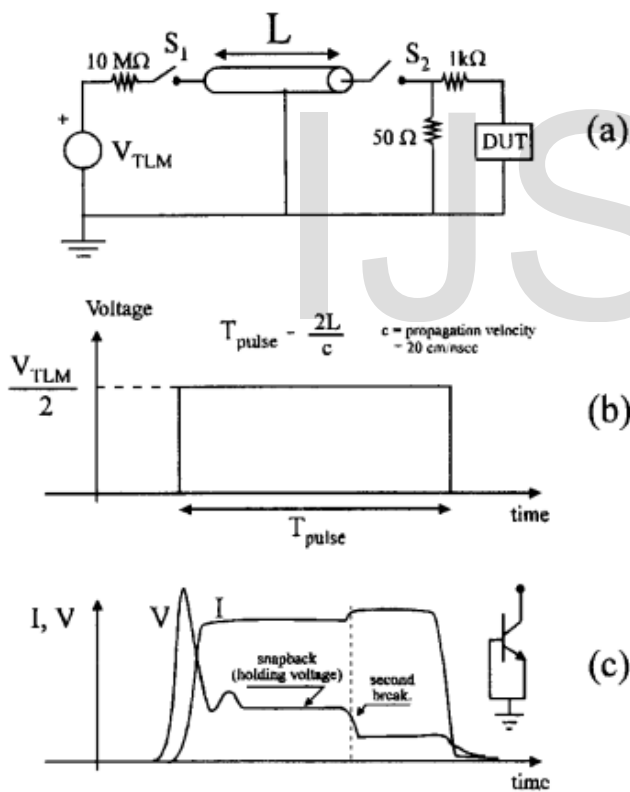 L
S1
S2
10 MΩ
1kΩ
+
VTLM
50 Ω
DUT
(a)
IJS
Voltage
Tpulse - 2L/c
c = propagation velocity
= 20 cm/nsec
VTLM/2
(b)
time
Tpulse
I, V
V
I
snapback
(holding voltage)
second
break.
(c)
time